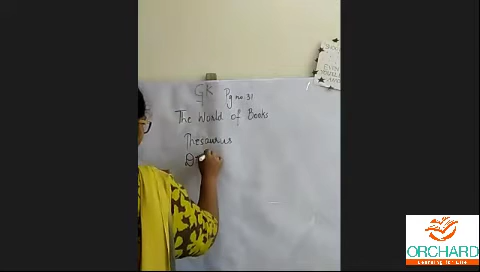 GK Pg no. 31
The World of Books
Thesaurus
D
ORCHARD
Learning for Life